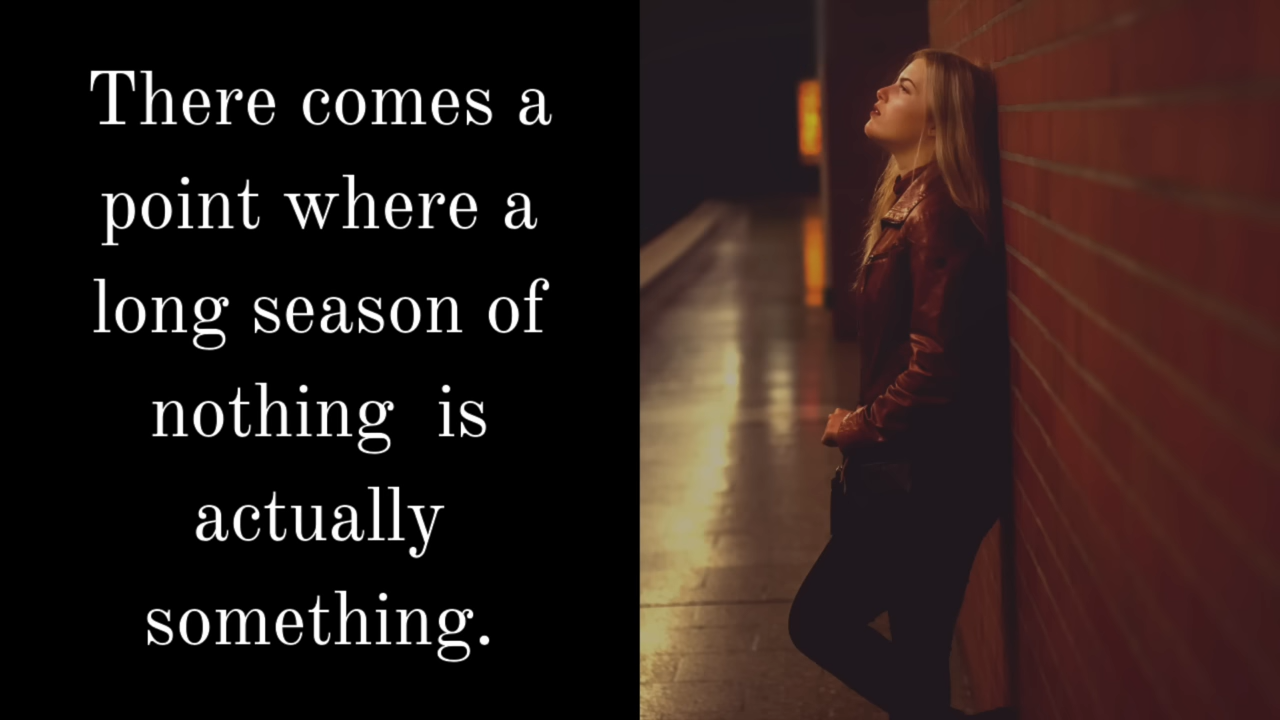 There comes a
point where a
long season of
nothing  is
actually
something.